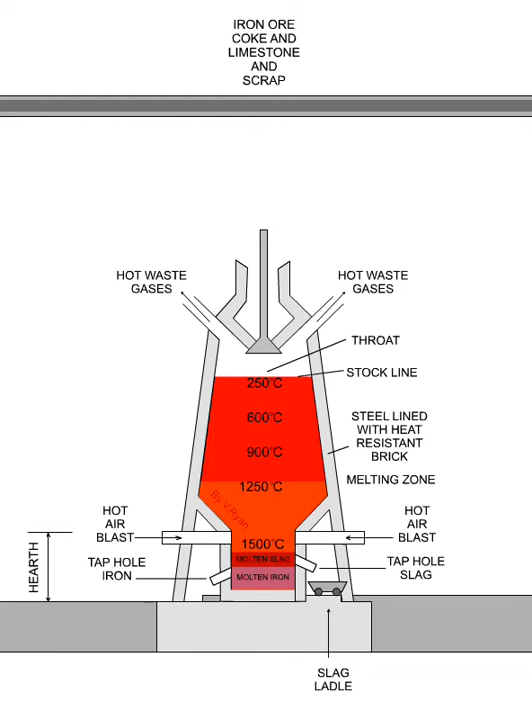 IRON ORE
COKE AND
LIMESTONE
AND
SCRAP
HOT WASTE
GASES
HOT WASTE
GASES
THROAT
STOCK LINE
250°C
600°C
STEEL LINED
WITH HEAT
RESISTANT
BRICK
900°C
MELTING ZONE
1250°C
By V.Ryan
HOT
AIR
BLAST
HOT
AIR
BLAST
1500°C
HEARTH
TAP HOLE
IRON
MOLTEN SLAG
MOLTEN IRON
TAP HOLE
SLAG
SLAG
LADLE